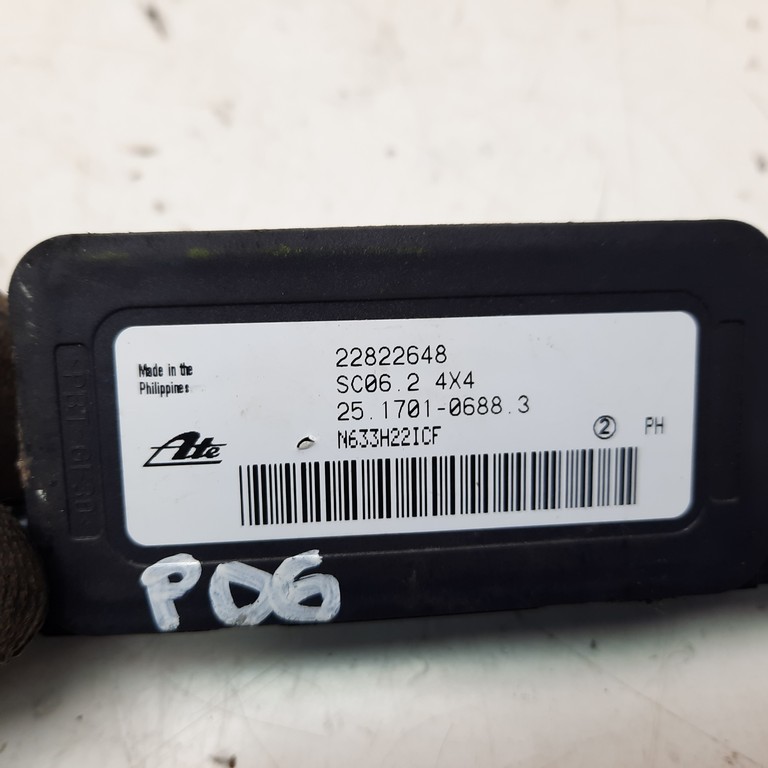 Made in the
Philippines
22822648
SC06.2 4X4
25.1701-0688.3
N633H22ICF
2
PH
Ate
P06